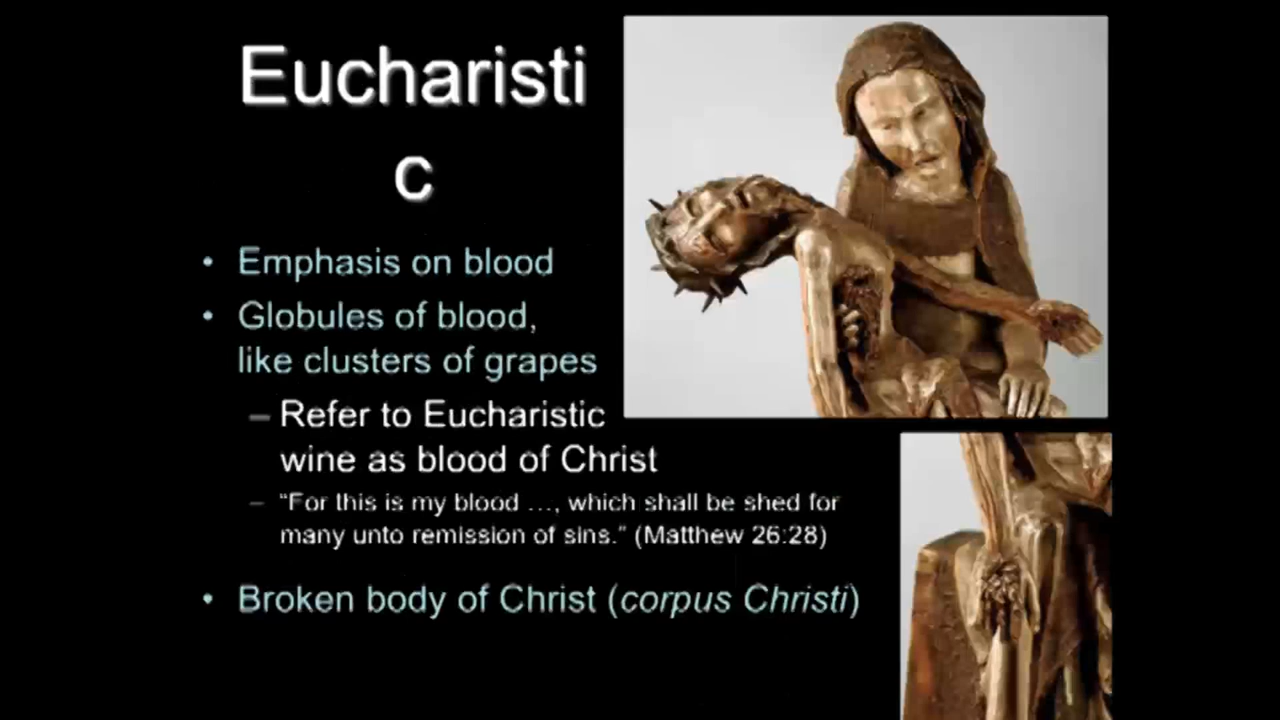 Eucharisti
c
• Emphasis on blood
• Globules of blood,
like clusters of grapes
– Refer to Eucharistic
wine as blood of Christ
– “For this is my blood …, which shall be shed for
many unto remission of sins.” (Matthew 26:28)
• Broken body of Christ (corpus Christi)